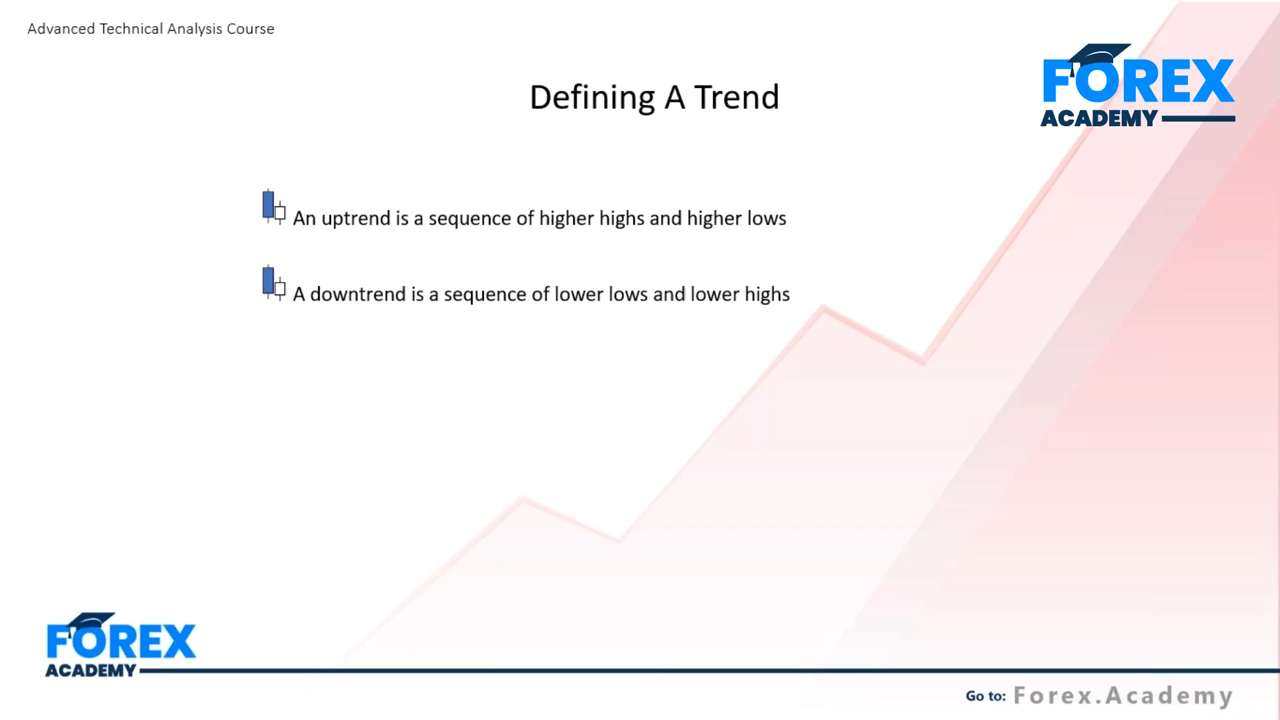 Advanced Technical Analysis Course
FOREX
ACADEMY
Defining A Trend
An uptrend is a sequence of higher highs and higher lows
A downtrend is a sequence of lower lows and lower highs
FOREX
ACADEMY
Go to: Forex.Academy